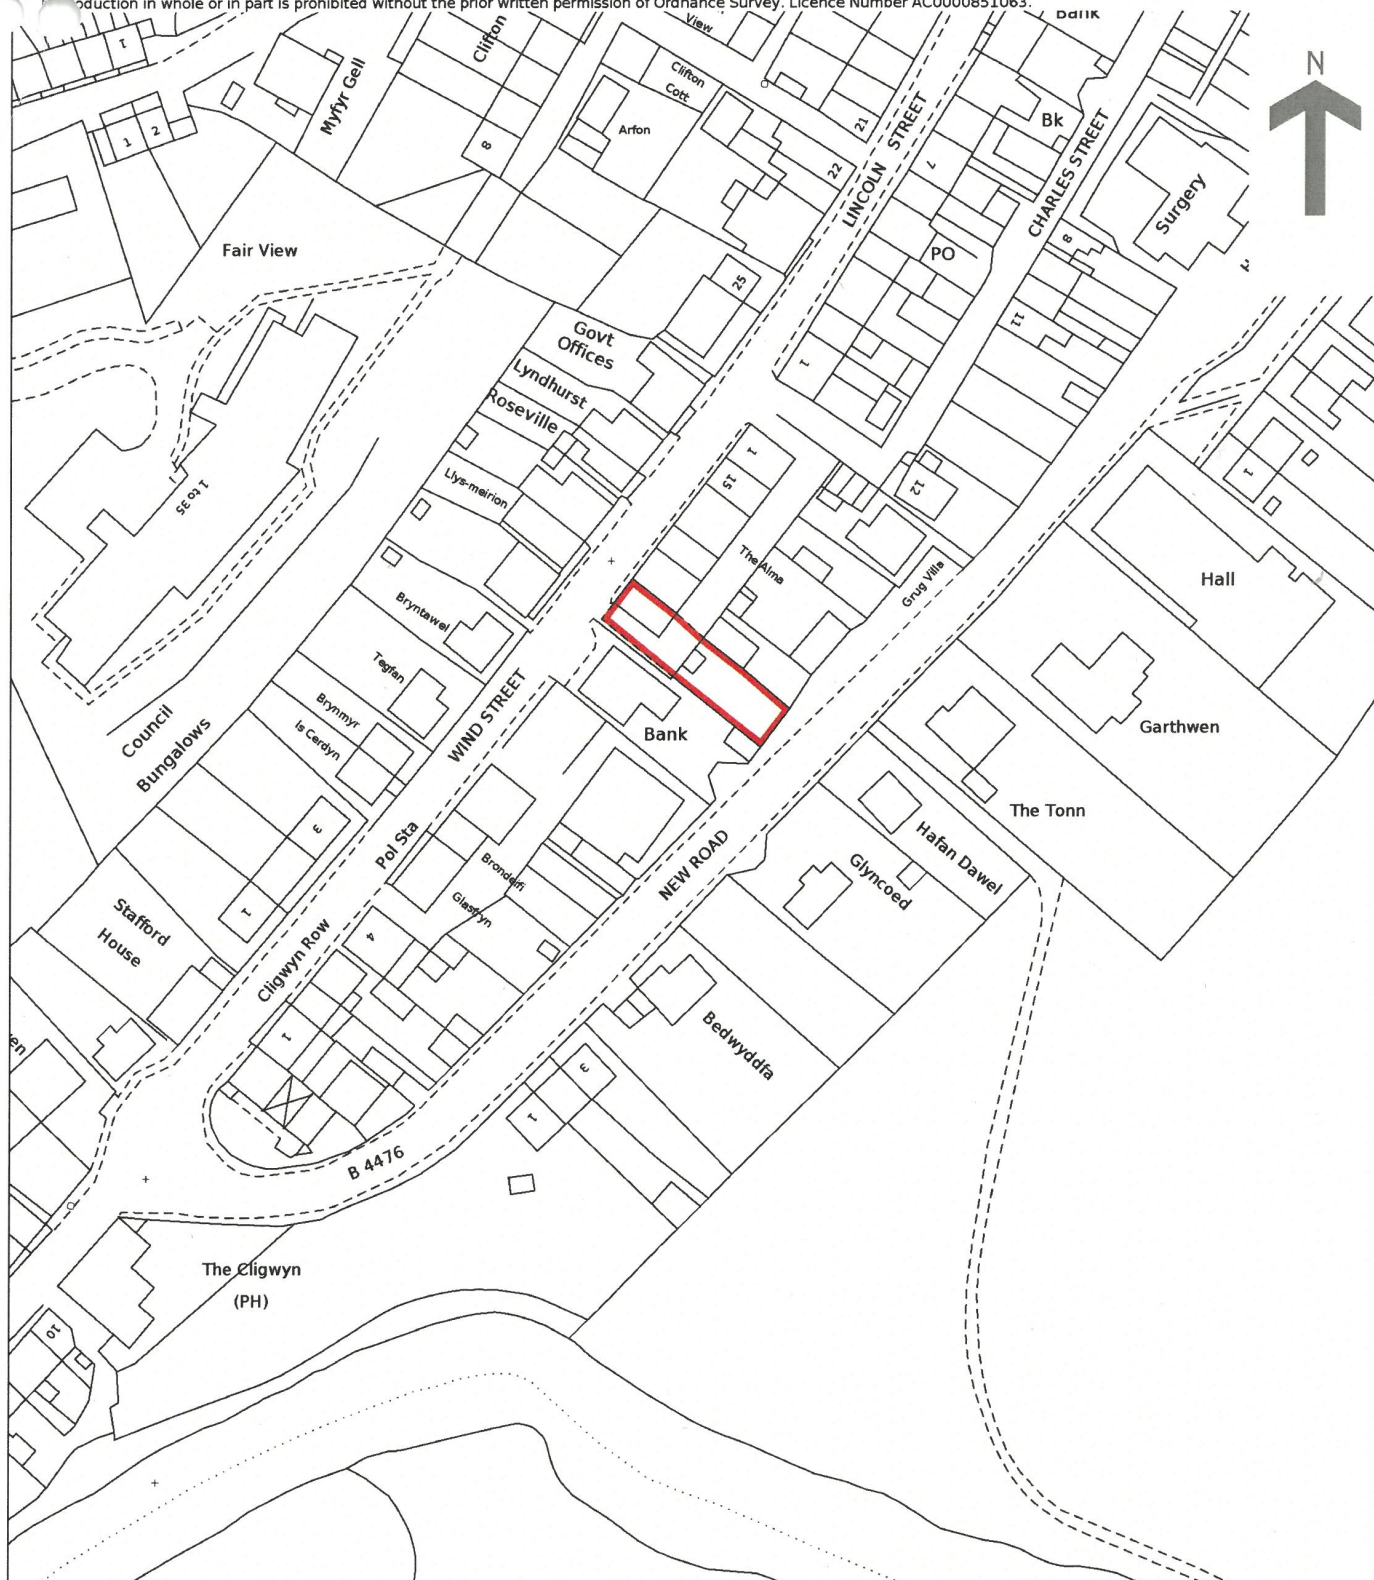 oduction in whole or in part is prohibited without the prior written permission of Ordnance Survey. Licence Number AC0000851063.
N
1
1
2
Myfyr Gell
Clifton
8
View
Clifton
Cott
Arfon
21
22
LINCOLN STREET
7
Bank
Bk
CHARLES STREET
Surgery
8
PO
11
Fair View
25
1
Govt
Offices
Lyndhurst
Roseville
Llys-meirion
1 to 35
1
15
12
The Alma
Grug Villa
1
Hall
Bryntawel
Tegfan
Brynmyr
Is Cerdyn
WIND STREET
Bank
Garthwen
The Tonn
Council
Bungalows
3
1
Pol Sta
NEW ROAD
Hafan Dawel
Glyncoed
Brondeifi
Glasfryn
Stafford
House
Cligwyn Row
4
1
Bedwyddfa
3
1
en
B 4476
The Cligwyn
(PH)
10